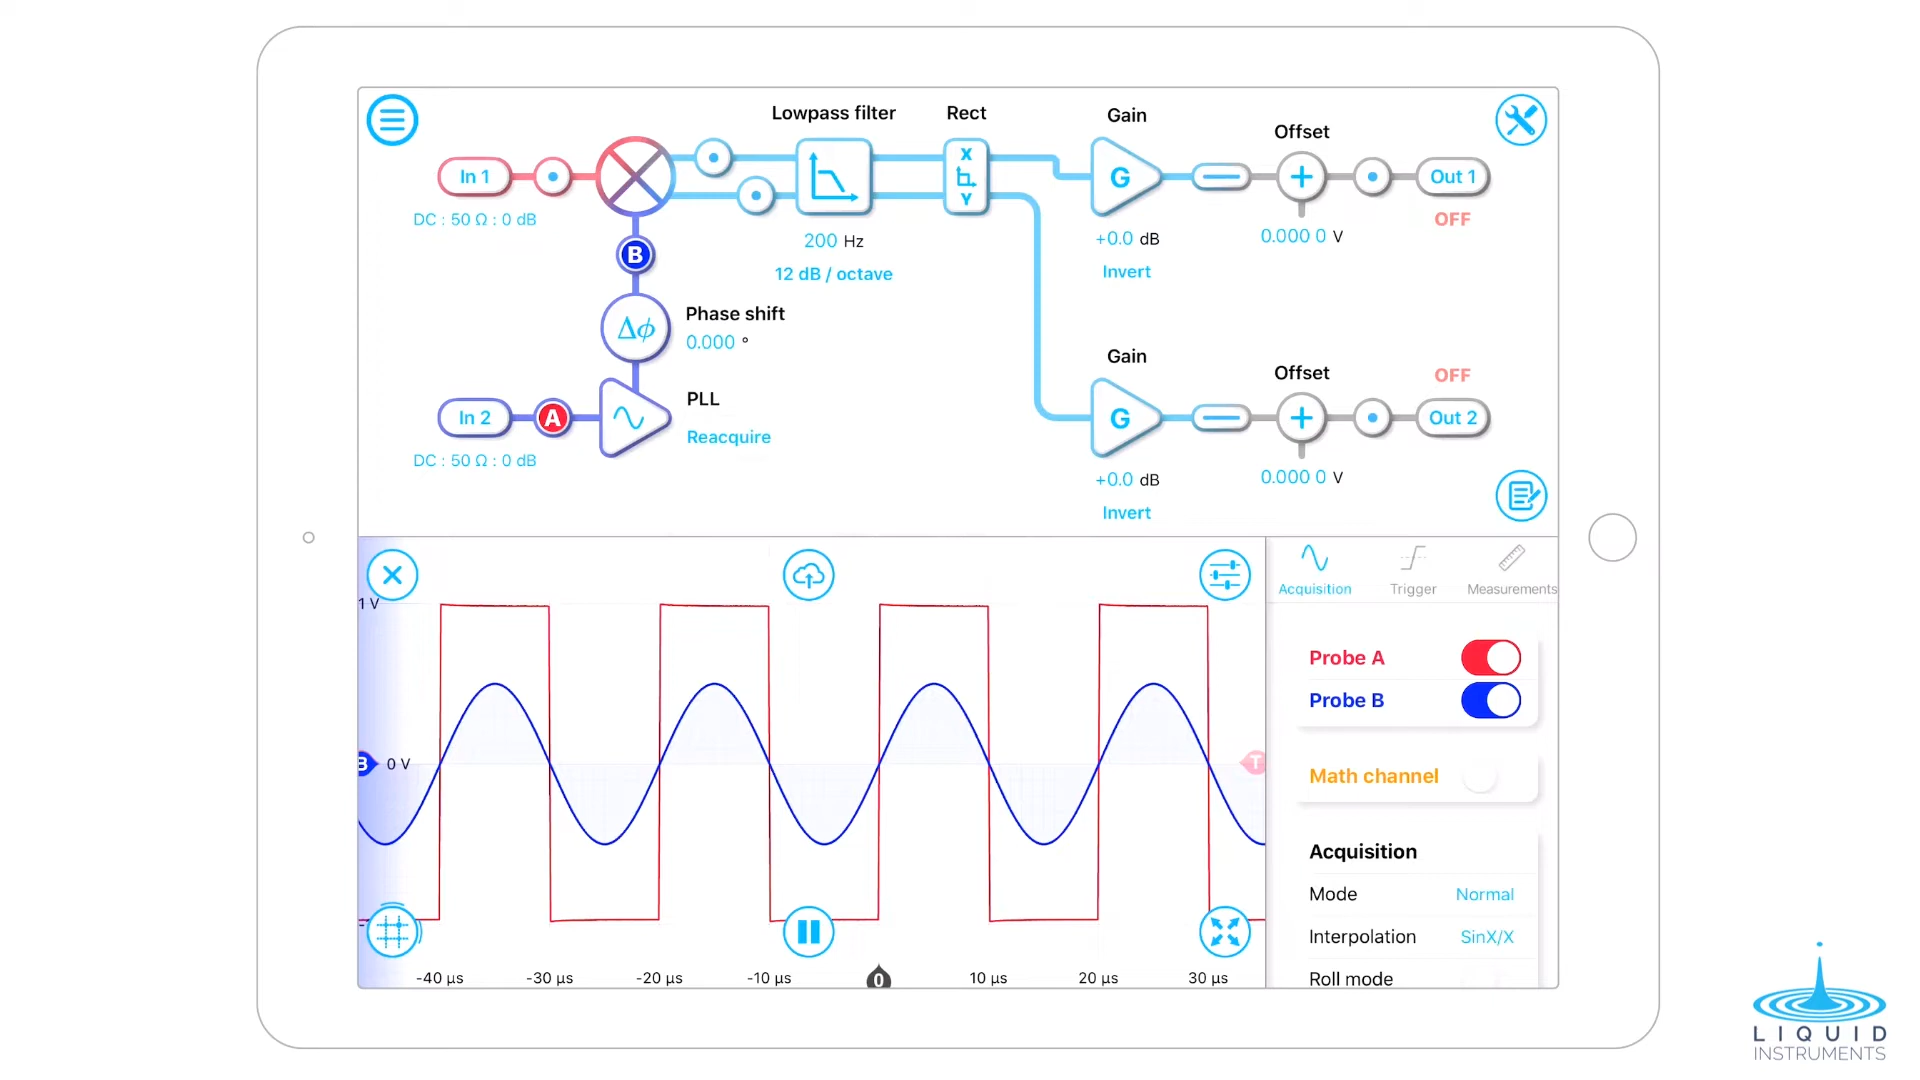 Lowpass filter
Rect
Gain
Offset
In 1
X
Y
G
Out 1
DC : 50 Ω : 0 dB
OFF
200 Hz
+0.0 dB
0.000 0 V
12 dB / octave
Invert
B
Phase shift
Δϕ
0.000 °
Gain
Offset
OFF
PLL
In 2
A
G
Out 2
Reacquire
DC : 50 Ω : 0 dB
+0.0 dB
0.000 0 V
Invert
Acquisition
Trigger
Measurements
1 V
Probe A
Probe B
B
0 V
T
Math channel
Acquisition
Mode
Normal
Interpolation
SinX/X
Roll mode
-40 µs
-30 µs
-20 µs
-10 µs
0
10 µs
20 µs
30 µs
LIQUID
INSTRUMENTS